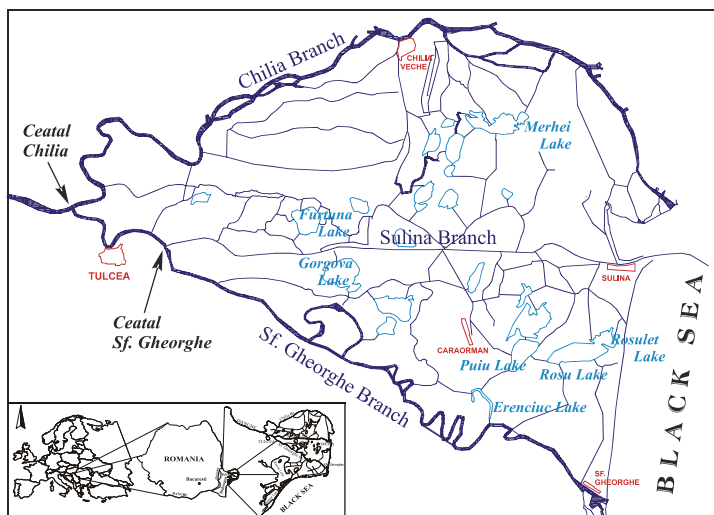 Chilia Branch
CHILIA
VECHE
Ceatal
Chilia
Merhei
Lake
Furtuna
Lake
Sulina Branch
Gorgova
Lake
TULCEA
SULINA
Ceatal
Sf. Gheorghe
Sf. Gheorghe Branch
CARAORMAN
Puiu Lake
Rosu Lake
Rosulet
Lake
Erenciuc Lake
BLACK SEA
SF.
GHEORGHE
ROMANIA
Bucuresti
BLACK SEA